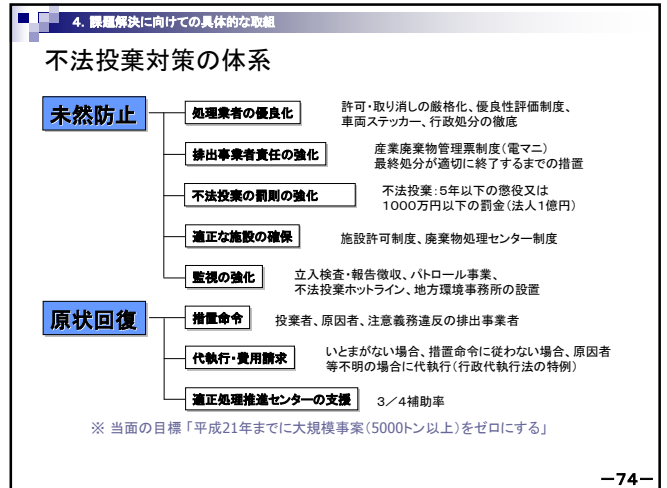 4. 課題解決に向けての具体的な取組
不法投棄対策の体系
未然防止
処理業者の優良化
許可・取り消しの厳格化、優良性評価制度、
車両ステッカー、行政処分の徹底
排出事業者責任の強化
産業廃棄物管理票制度(電マニ)
最終処分が適切に終了するまでの措置
不法投棄の罰則の強化
不法投棄:5年以下の懲役又は
1000万円以下の罰金(法人1億円)
適正な施設の確保
施設許可制度、廃棄物処理センター制度
監視の強化
立入検査・報告徴収、パトロール事業、
不法投棄ホットライン、地方環境事務所の設置
原状回復
措置命令
投棄者、原因者、注意義務違反の排出事業者
代執行・費用請求
いとまがない場合、措置命令に従わない場合、原因者
等不明の場合に代執行(行政代執行法の特例)
適正処理推進センターの支援
3/4補助率
※ 当面の目標「平成21年までに大規模事案(5000トン以上)をゼロにする」
-74-